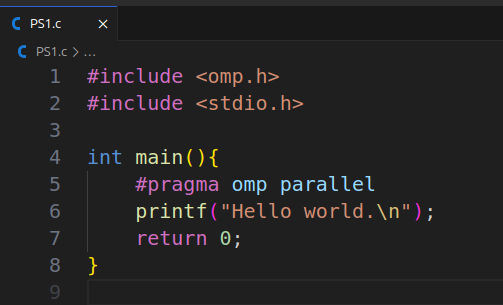 C PS1.c ×
C PS1.c > ...
1 #include <omp.h>
2 #include <stdio.h>
3
4 int main(){
5     #pragma omp parallel
6     printf("Hello world.\n");
7     return 0;
8 }
9